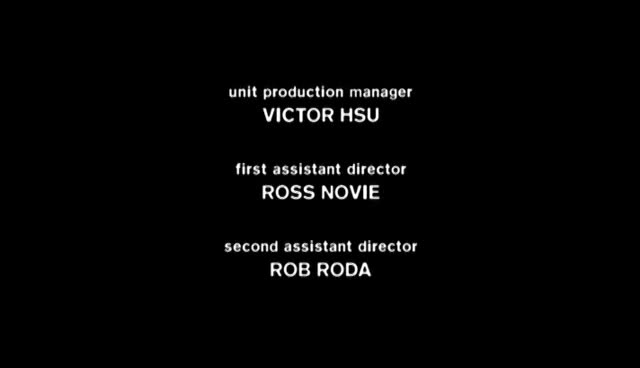 unit production manager
VICTOR HSU
first assistant director
ROSS NOVIE
second assistant director
ROB RODA